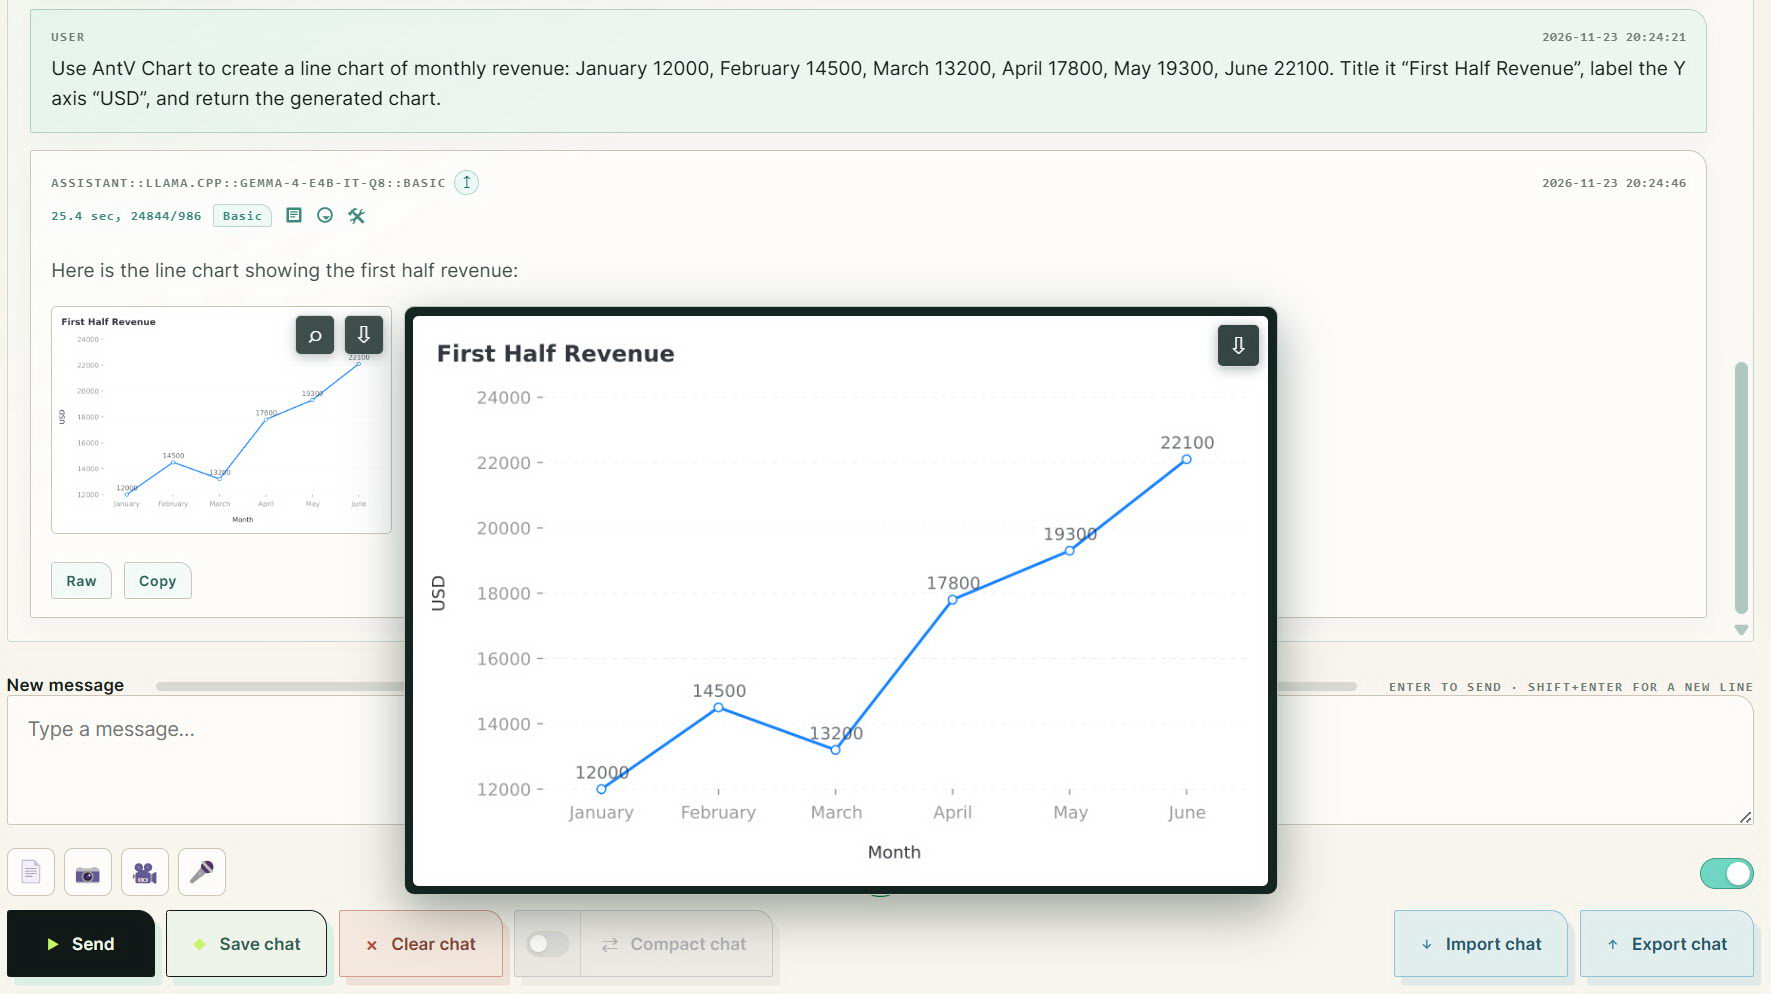 USER
2026-11-23 20:24:21
Use AntV Chart to create a line chart of monthly revenue: January 12000, February 14500, March 13200, April 17800, May 19300, June 22100. Title it “First Half Revenue”, label the Y
axis “USD”, and return the generated chart.
ASSISTANT::LLAMA.CPP::GEMMA-4-E4B-IT-Q8::BASIC
2026-11-23 20:24:46
25.4 sec, 24844/986
Basic
Here is the line chart showing the first half revenue:
First Half Revenue
24000
22000
20000
18000
16000
14000
12000
USD
12000
14500
13200
17800
19300
22100
January February March April May June
Month
First Half Revenue
24000
22000
20000
18000
16000
14000
12000
USD
12000
14500
13200
17800
19300
22100
January February March April May June
Month
Raw
Copy
New message
ENTER TO SEND · SHIFT+ENTER FOR A NEW LINE
Type a message...
Send
Save chat
Clear chat
Compact chat
Import chat
Export chat